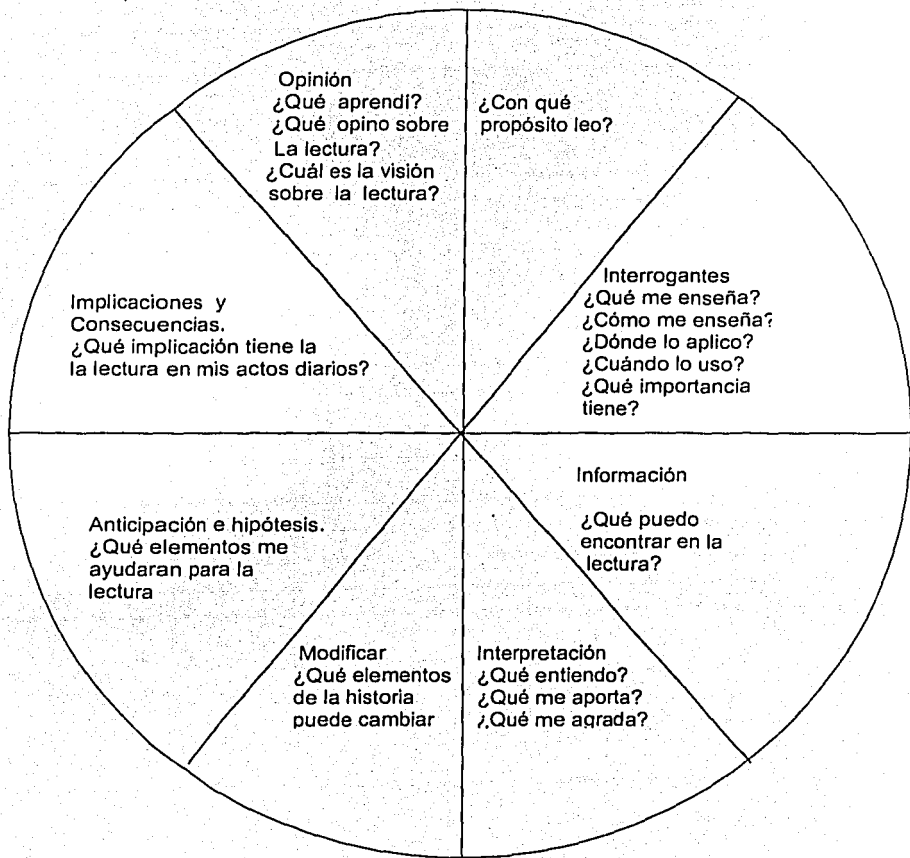 Opinión
¿Qué aprendi?
¿Qué opino sobre
La lectura?
¿Cuál es la visión
sobre la lectura?
¿Con qué
propósito leo?
Interrogantes
¿Qué me enseña?
¿Cómo me enseña?
¿Dónde lo aplico?
¿Cuándo lo uso?
¿Qué importancia
tiene?
Información
¿Qué puedo
encontrar en la
lectura?
Interpretación
¿Qué entiendo?
¿Qué me aporta?
¿Qué me agrada?
Modificar
¿Qué elementos
de la historia
puede cambiar
Anticipación e hipótesis.
¿Qué elementos me
ayudaran para la
lectura
Implicaciones y
Consecuencias.
¿Qué implicación tiene la
la lectura en mis actos diarios?